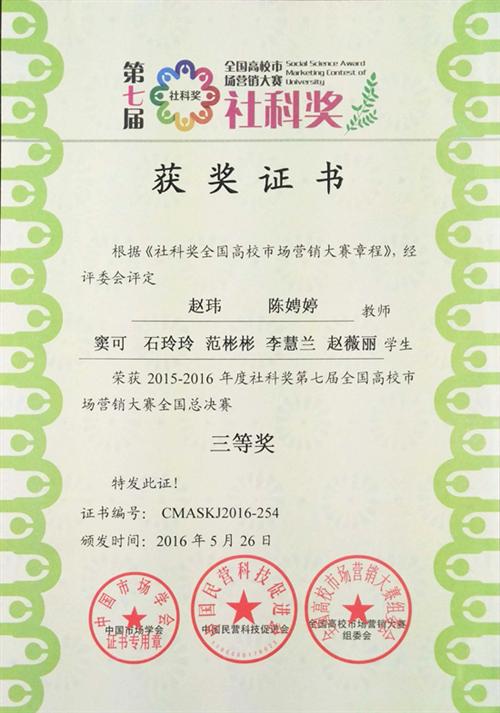 第七届
社科奖
全国高校市
场营销大赛
Social Science Award
Marketing Contest of
University
社科奖
获奖证书
根据《社科奖全国高校市场营销大赛章程》，经
评委会评定
赵玮 陈娉婷 教师
窦可 石玲玲 范彬彬 李慧兰 赵薇丽 学生
荣获 2015-2016 年度社科奖第七届全国高校市
场营销大赛全国总决赛
三等奖
特发此证！
证书编号： CMASKJ2016-254
颁发时间： 2016 年 5 月 26 日
中国市场学会
中国市场学会
证书专用章
中国民营科技促进会
中国民营科技促进会
全国高校市场营销大赛组委会
全国高校市场营销大赛
组委会